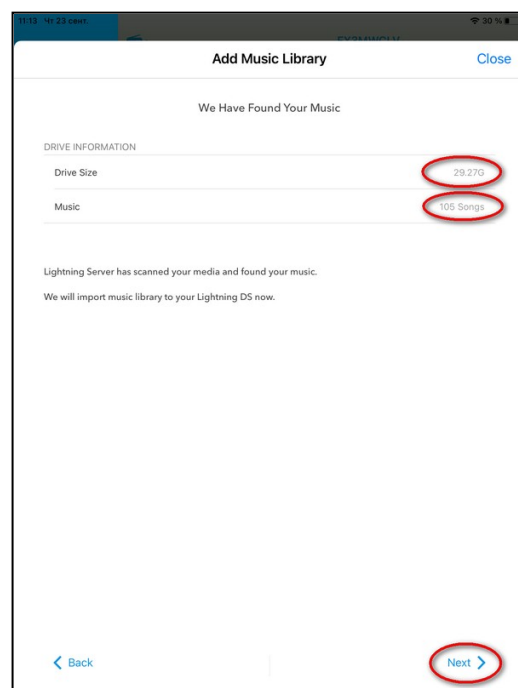 11:13 Чт 23 сент. 30 %
Add Music Library Close
We Have Found Your Music
DRIVE INFORMATION
Drive Size 29.27G
Music 105 Songs
Lightning Server has scanned your media and found your music.
We will import music library to your Lightning DS now.
Back Next